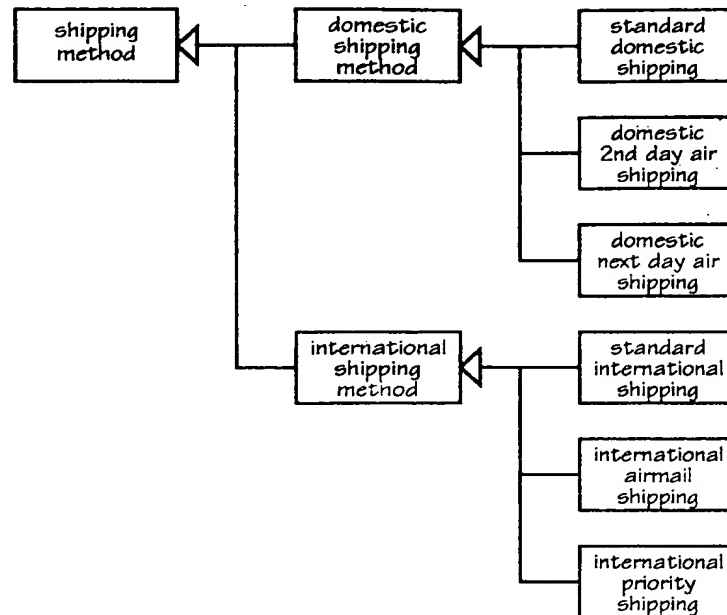 shipping
method
domestic
shipping
method
standard
domestic
shipping
domestic
2nd day air
shipping
domestic
next day air
shipping
international
shipping
method
standard
international
shipping
international
airmail
shipping
international
priority
shipping